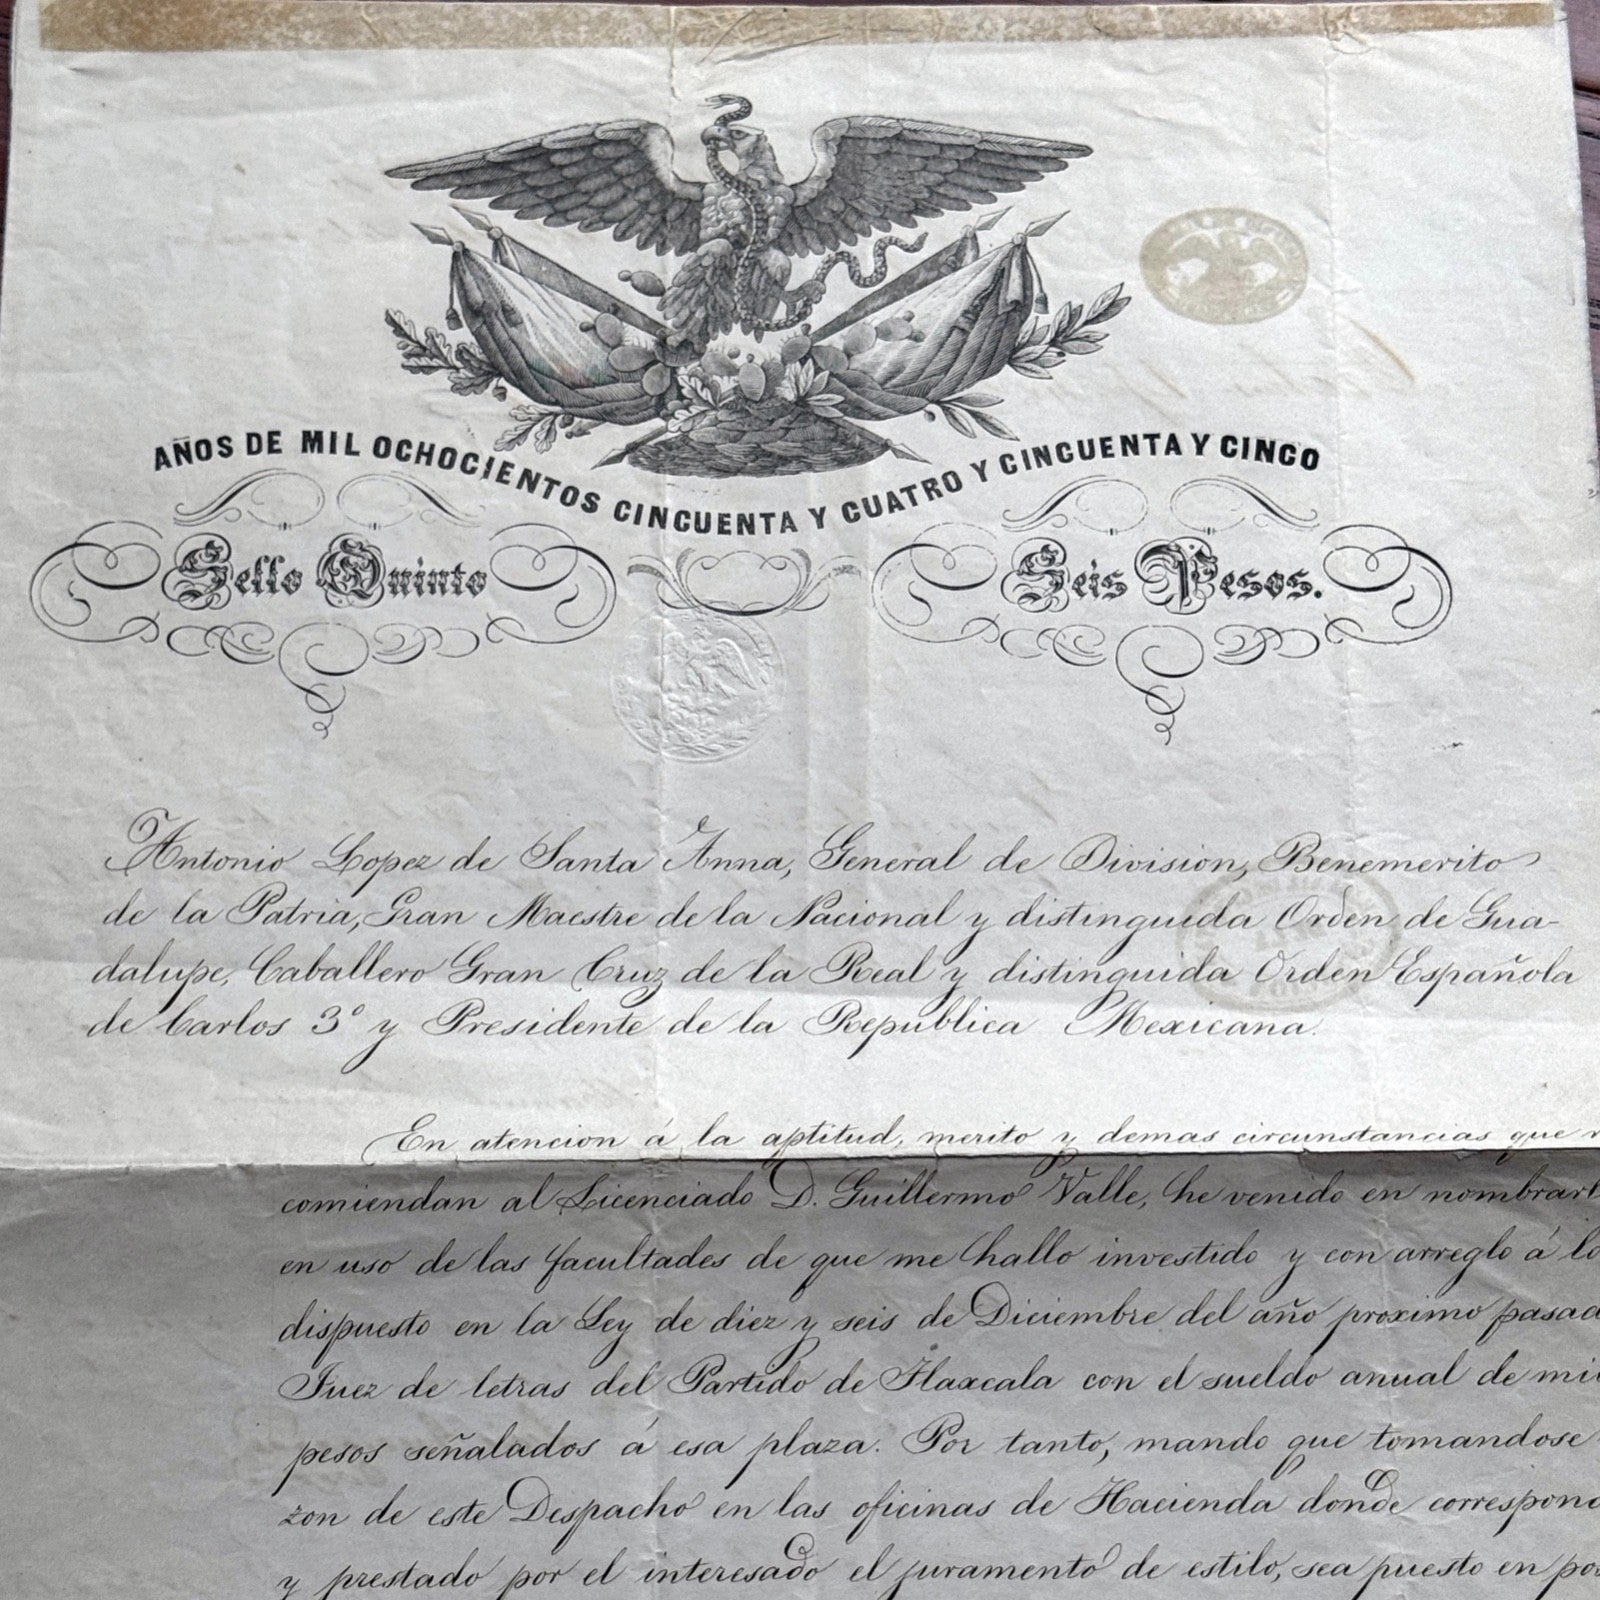 AÑOS DE MIL OCHOCIENTOS CINCUENTA Y CUATRO Y CINCUENTA Y CINCO
Sello Quinto
Seis Pesos.
Antonio Lopez de Santa Anna, General de Division, Benemerito
de la Patria, Gran Maestre de la Nacional y distinguida Orden de Gua-
dalupe, Caballero Gran Cruz de la Real y distinguida Orden Española
de Carlos 3º y Presidente de la Republica Mexicana.
En atencion á la aptitud, merito y demas circunstancias que
comiendan al Licenciado D. Guillermo Valle, he venido en nombrarl
en uso de las facultades de que me hallo investido y con arreglo á lo
dispuesto en la Ley de diez y seis de Diciembre del año proximo pasad
Juez de letras del Partido de Tlaxcala con el sueldo anual de mi
pesos señalados á esa plaza. Por tanto, mando que tomandose
zon de este Despacho en las oficinas de Hacienda donde correspond
y prestado por el interesado el juramento de estilo, sea puesto en pos